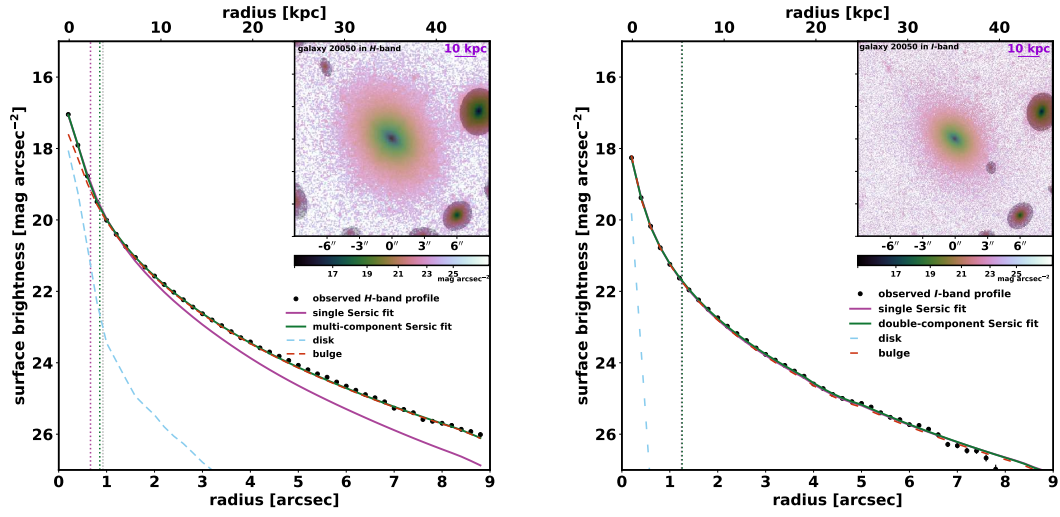 radius [kpc]
0 10 20 30 40
galaxy 20050 in H-band
10 kpc
16
18
20
22
24
26
surface brightness [mag arcsec−2]
-6″ -3″ 0″ 3″ 6″
17 19 21 23 25
mag arcsec−2
observed H-band profile
single Sersic fit
multi-component Sersic fit
disk
bulge
0 1 2 3 4 5 6 7 8 9
radius [arcsec]
radius [kpc]
0 10 20 30 40
galaxy 20050 in I-band
10 kpc
16
18
20
22
24
26
surface brightness [mag arcsec−2]
-6″ -3″ 0″ 3″ 6″
17 19 21 23 25
mag arcsec−2
observed I-band profile
single Sersic fit
double-component Sersic fit
disk
bulge
0 1 2 3 4 5 6 7 8 9
radius [arcsec]